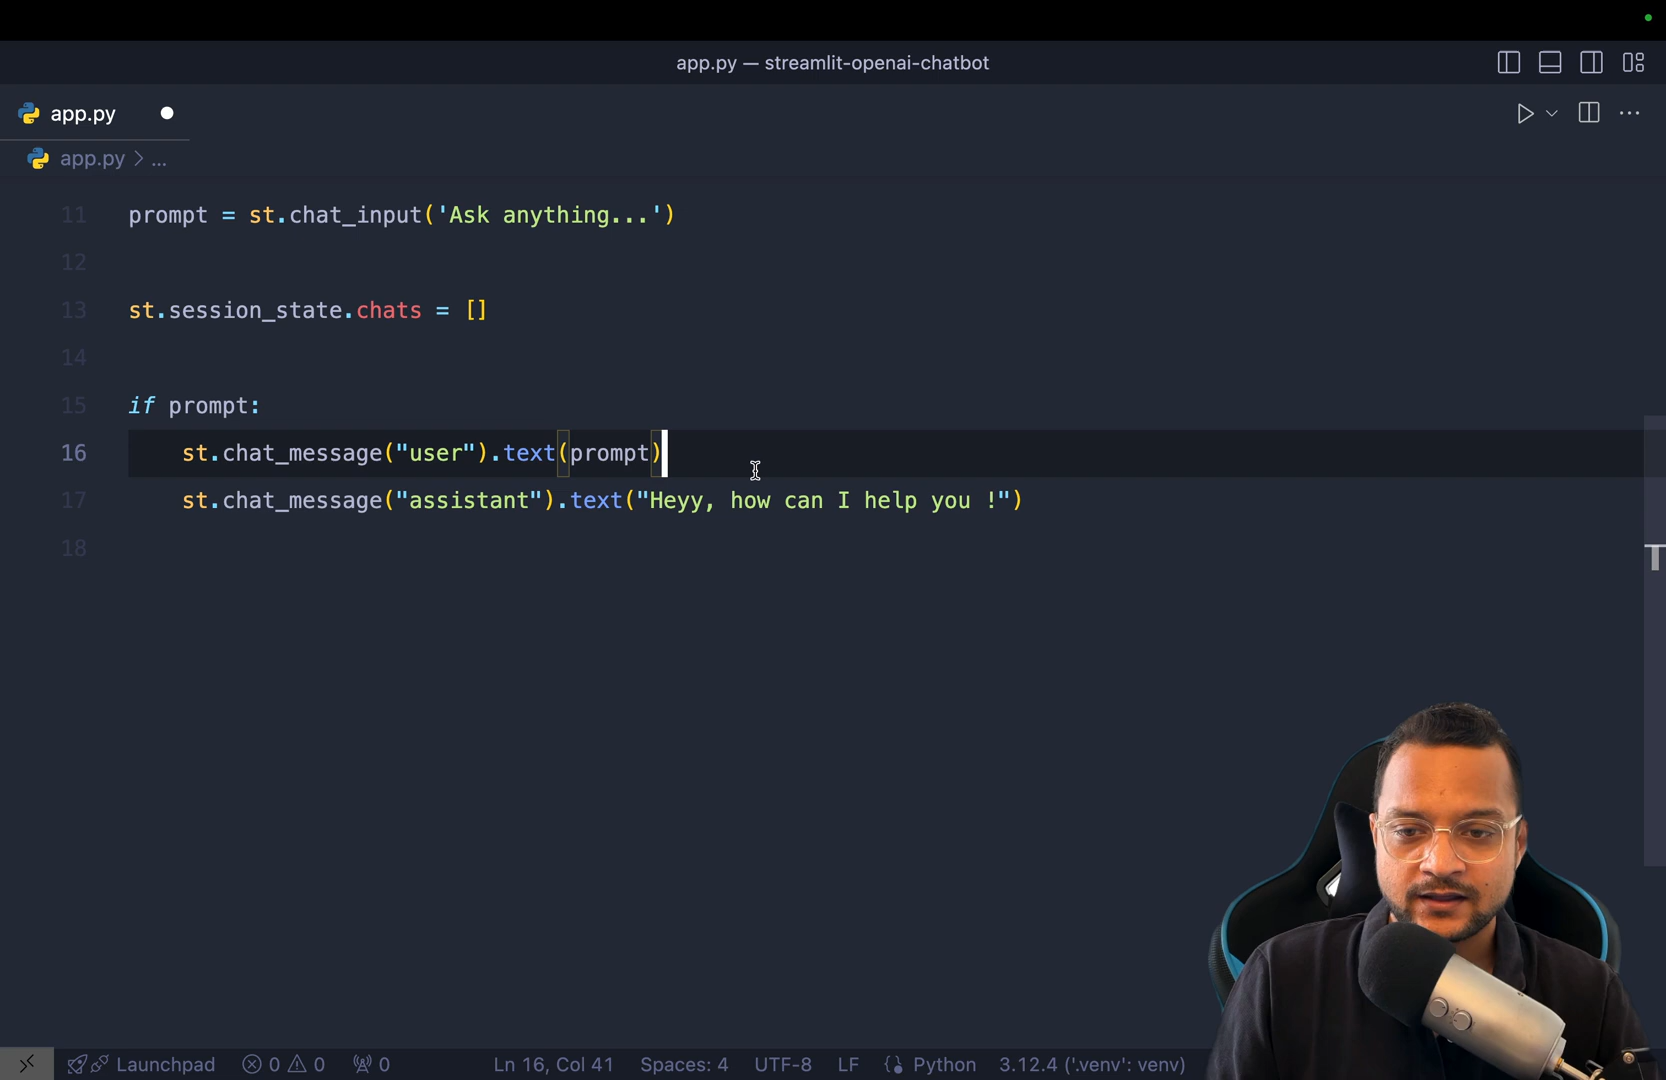 app.py — streamlit-openai-chatbot
app.py
app.py > ...
11 prompt = st.chat_input('Ask anything...')
12
13 st.session_state.chats = []
14
15 if prompt:
16 st.chat_message("user").text(prompt)
17 st.chat_message("assistant").text("Heyy, how can I help you !")
18
Launchpad 0 0 0 Ln 16, Col 41 Spaces: 4 UTF-8 LF Python 3.12.4 ('.venv': venv)